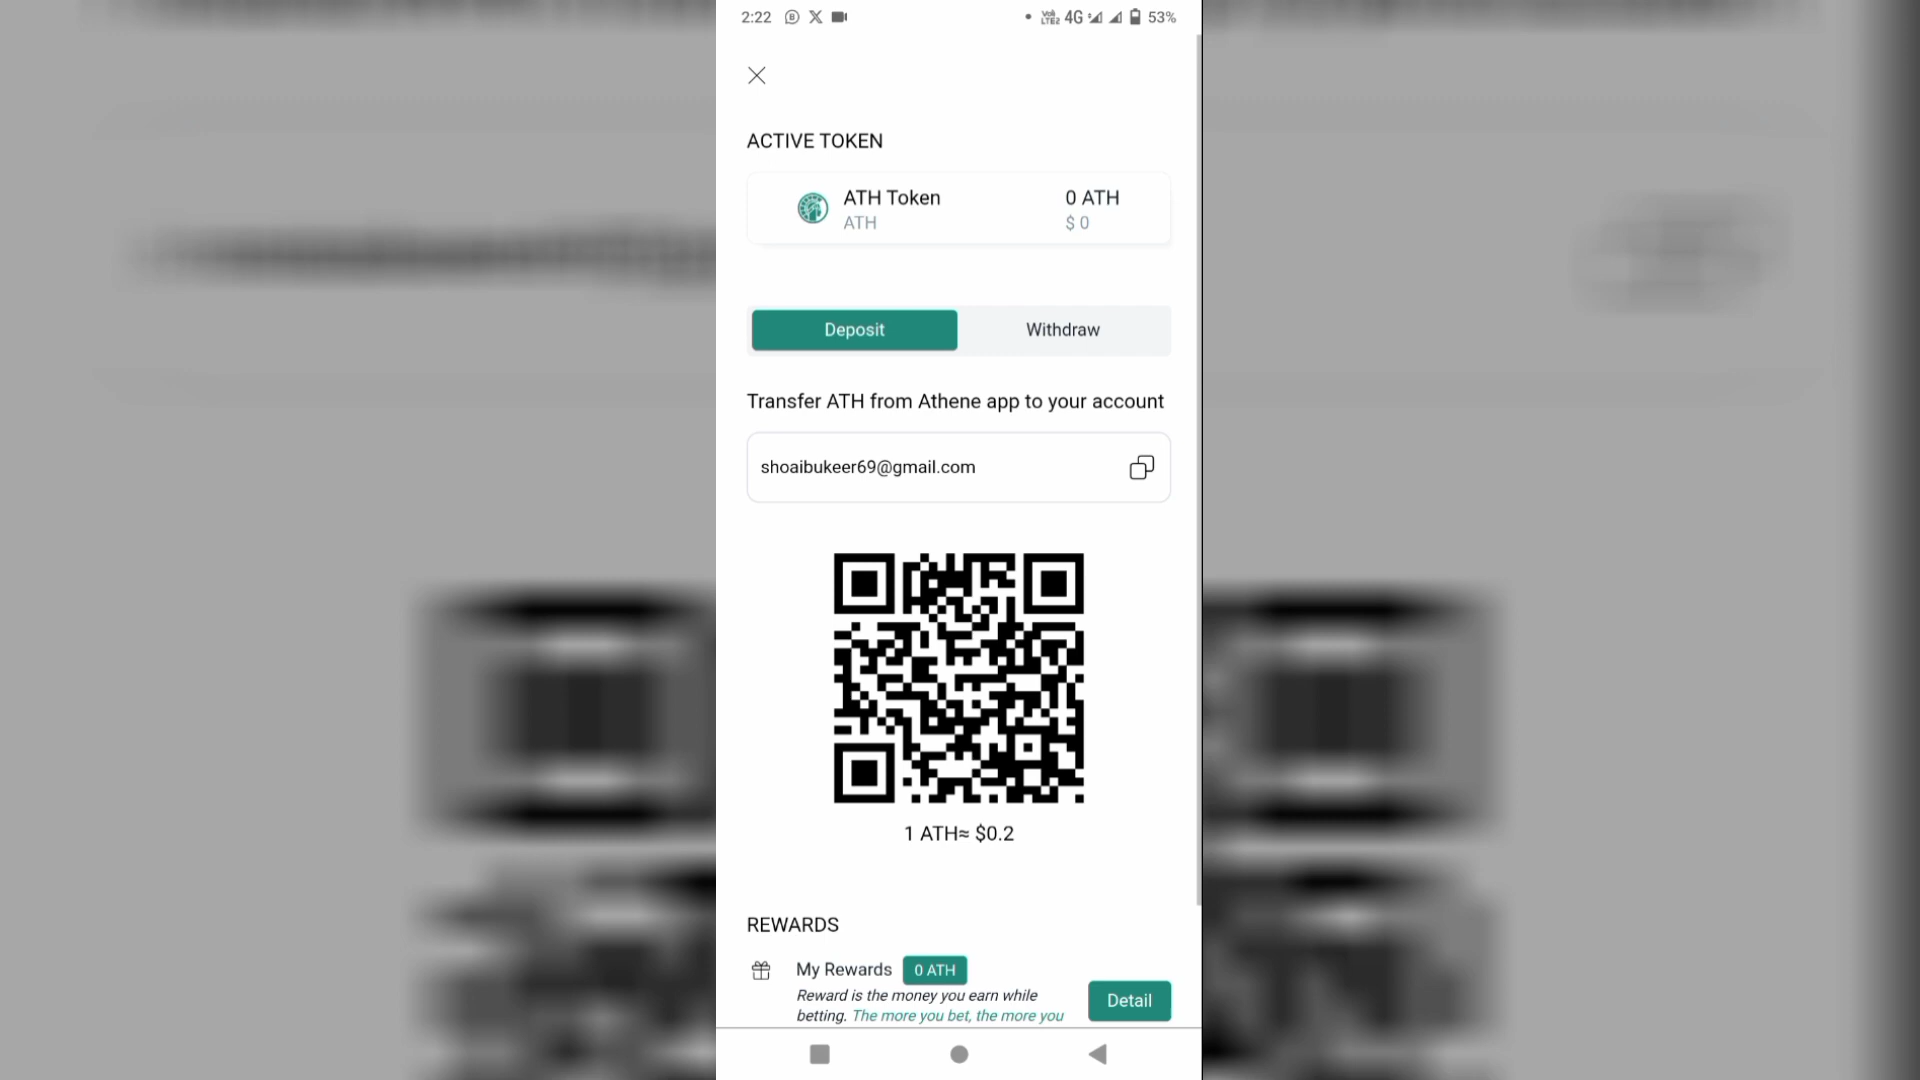 2:22 4G 53%
ACTIVE TOKEN
ATH Token 0 ATH
ATH $ 0
Deposit Withdraw
Transfer ATH from Athene app to your account
shoaibukeer69@gmail.com
1 ATH≈ $0.2
REWARDS
My Rewards 0 ATH
Reward is the money you earn while
betting. The more you bet, the more you
Detail